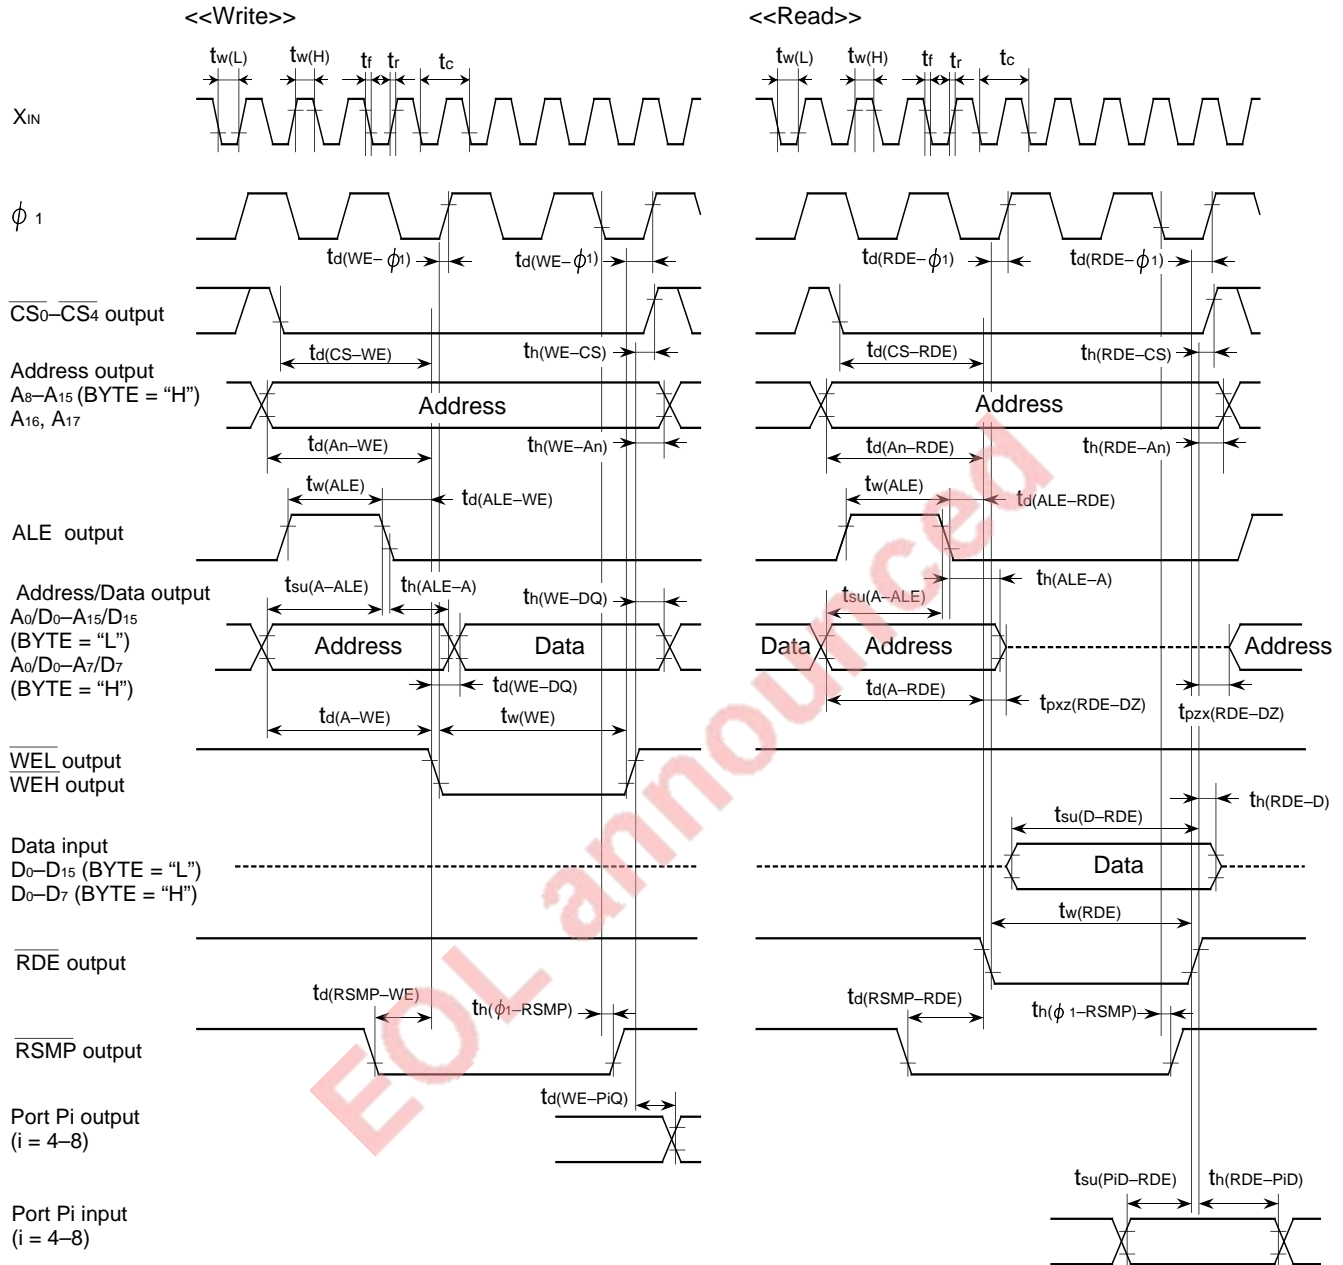 <<Write>> <<Read>>
tw(L) tw(H) tf tr tc tw(L) tw(H) tf tr tc
XIN
ϕ 1
td(WE–ϕ1) td(WE–ϕ1) td(RDE–ϕ1) td(RDE–ϕ1)
CS0–CS4 output
td(CS–WE) th(WE–CS) td(CS–RDE) th(RDE–CS)
Address output
A8–A15 (BYTE = “H”)
A16, A17
Address Address
td(An–WE) th(WE–An) td(An–RDE) th(RDE–An)
tw(ALE) td(ALE–WE) tw(ALE) td(ALE–RDE)
ALE output
tsu(A–ALE) th(ALE–A) th(WE–DQ) tsu(A–ALE) th(ALE–A)
Address/Data output
A0/D0–A15/D15
(BYTE = “L”)
A0/D0–A7/D7
(BYTE = “H”)
Address Data Data Address Address
td(WE–DQ)
td(A–WE) tw(WE) td(A–RDE) tpxz(RDE–DZ) tpzx(RDE–DZ)
WEL output
WEH output
th(RDE–D)
tsu(D–RDE)
Data input
D0–D15 (BYTE = “L”)
D0–D7 (BYTE = “H”)
Data
tw(RDE)
RDE output
td(RSMP–WE) th(ϕ1–RSMP) td(RSMP–RDE) th(ϕ 1–RSMP)
RSMP output
td(WE–PiQ)
Port Pi output
(i = 4–8)
tsu(PiD–RDE) th(RDE–PiD)
Port Pi input
(i = 4–8)
EOL announced